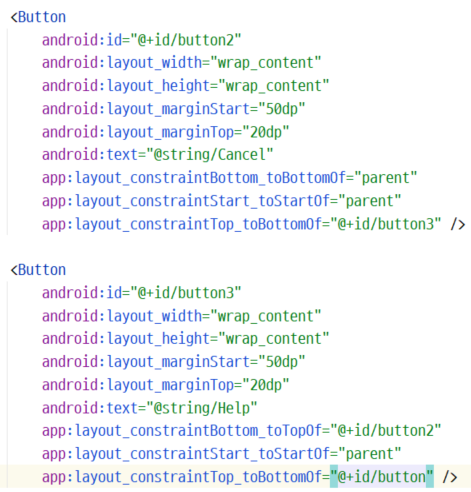 <Button
android:id="@+id/button2"
android:layout_width="wrap_content"
android:layout_height="wrap_content"
android:layout_marginStart="50dp"
android:layout_marginTop="20dp"
android:text="@string/Cancel"
app:layout_constraintBottom_toBottomOf="parent"
app:layout_constraintStart_toStartOf="parent"
app:layout_constraintTop_toBottomOf="@+id/button3" />
<Button
android:id="@+id/button3"
android:layout_width="wrap_content"
android:layout_height="wrap_content"
android:layout_marginStart="50dp"
android:layout_marginTop="20dp"
android:text="@string/Help"
app:layout_constraintBottom_toTopOf="@+id/button2"
app:layout_constraintStart_toStartOf="parent"
app:layout_constraintTop_toBottomOf="@+id/button" />